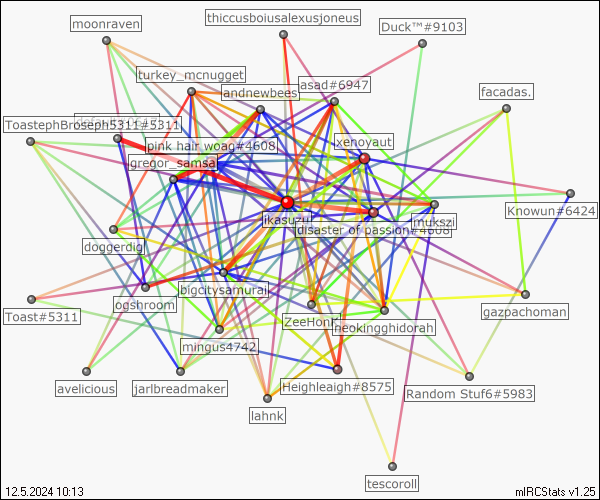 thiccusboiusalexusjoneus
moonraven
Duck™#9103
turkey_mcnugget
asad#6947
andnewbees
facadas.
ToastephBroseph5311#5311
pink hair woag#4608
xenoyaut
gregor_samsa
ikasuzu
mukszi
Knowun#6424
disaster of passion#4608
doggerdig
bigcitysamurai
ogshroom
gazpachoman
Toast#5311
ZeeHonk
neokingghidorah
mingus4742
avelicious
jarlbreadmaker
Heighleaigh#8575
Random Stuf6#5983
lahnk
tescoroll
12.5.2024 10:13
mIRCStats v1.25